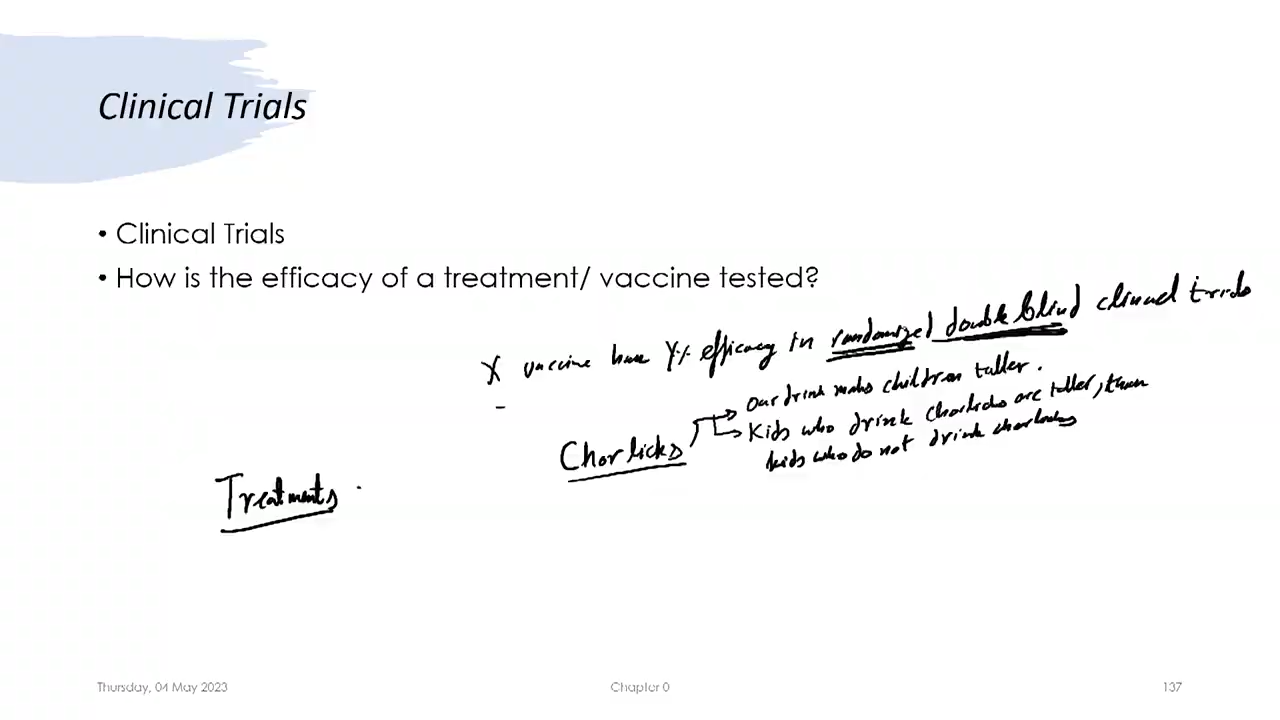 Clinical Trials
• Clinical Trials
• How is the efficacy of a treatment/ vaccine tested?
X vaccine have Y% efficacy in randomized double blind clinical trials
Our drink makes children taller.
Chorlicks
Kids who drink chorlicks are taller, than
kids who do not drink chorlicks
Treatments
Thursday, 04 May 2023
Chapter 0
137